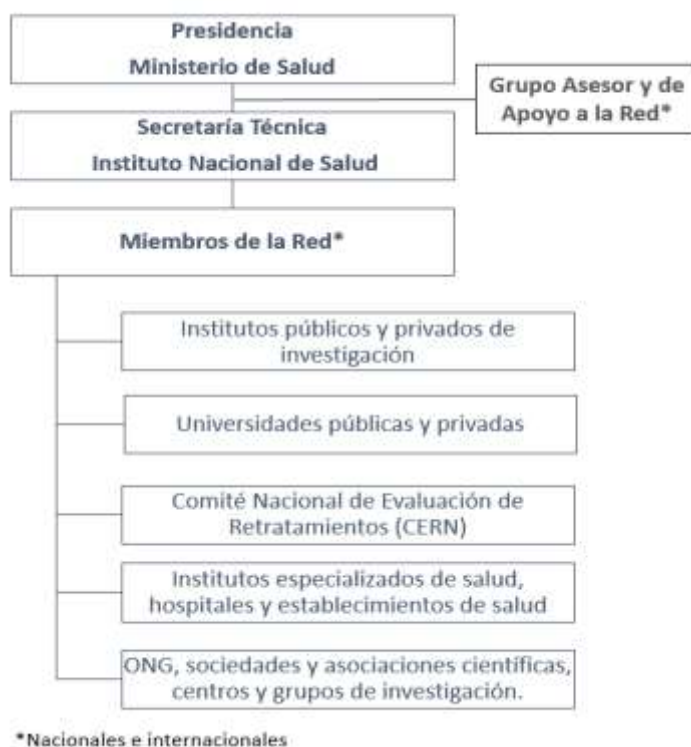 Presidencia
Ministerio de Salud
Grupo Asesor y de
Apoyo a la Red*
Secretaría Técnica
Instituto Nacional de Salud
Miembros de la Red*
Institutos públicos y privados de
investigación
Universidades públicas y privadas
Comité Nacional de Evaluación de
Retratamientos (CERN)
Institutos especializados de salud,
hospitales y establecimientos de salud
ONG, sociedades y asociaciones científicas,
centros y grupos de investigación.
*Nacionales e internacionales